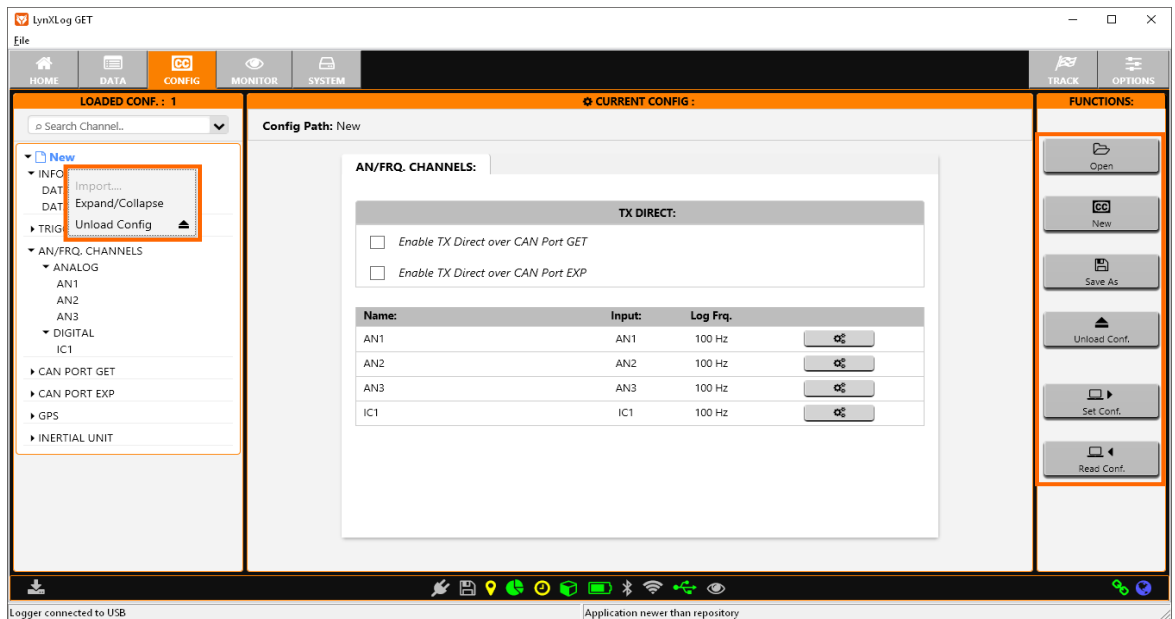 LynXLog GET
File
HOME
DATA
CC
CONFIG
MONITOR
SYSTEM
TRACK
OPTIONS
LOADED CONF. : 1
Search Channel..
New
INFO
DAT
DAT
TRIG
Import....
Expand/Collapse
Unload Config
AN/FRQ. CHANNELS
ANALOG
AN1
AN2
AN3
DIGITAL
IC1
CAN PORT GET
CAN PORT EXP
GPS
INERTIAL UNIT
CURRENT CONFIG :
Config Path: New
AN/FRQ. CHANNELS:
TX DIRECT:
Enable TX Direct over CAN Port GET
Enable TX Direct over CAN Port EXP
Name: Input: Log Frq.
AN1 AN1 100 Hz
AN2 AN2 100 Hz
AN3 AN3 100 Hz
IC1 IC1 100 Hz
FUNCTIONS:
Open
CC
New
Save As
Unload Conf.
Set Conf.
Read Conf.
Logger connected to USB
Application newer than repository